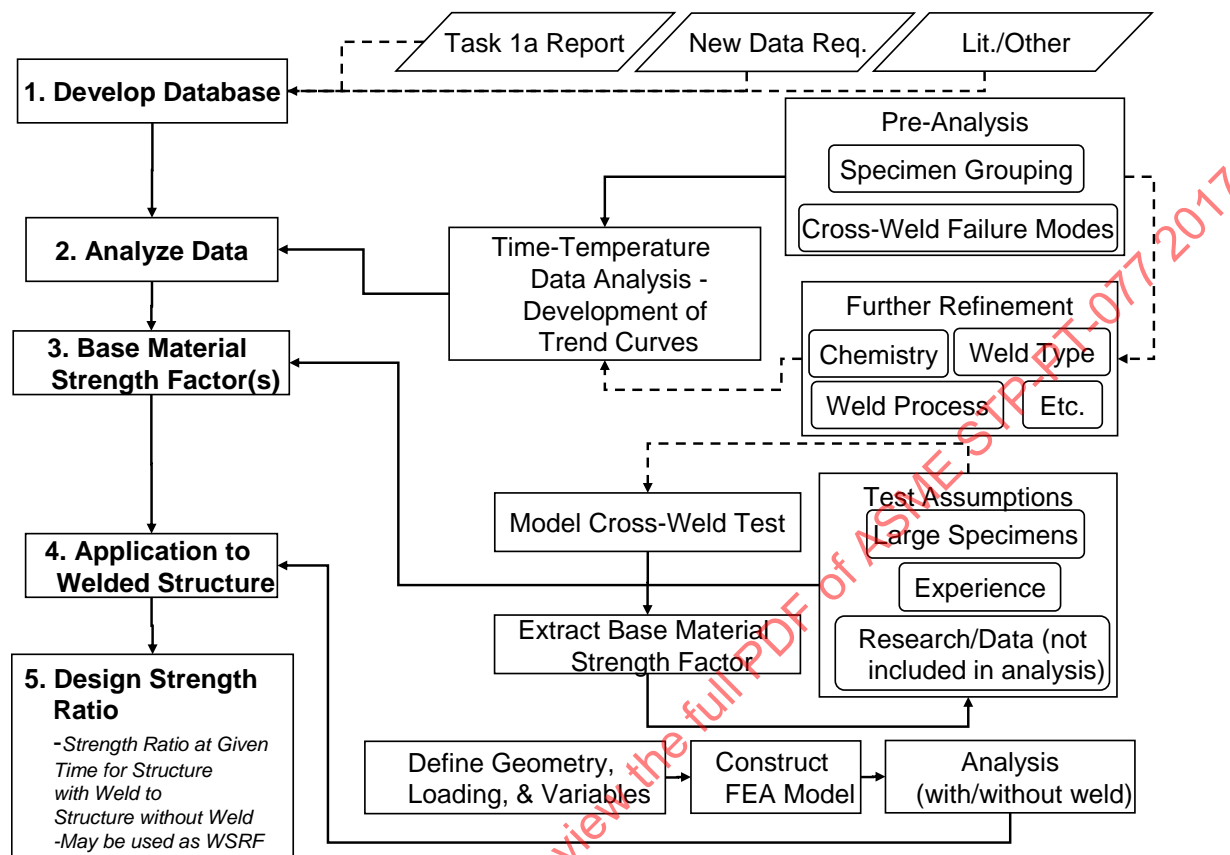 Task 1a Report
New Data Req.
Lit./Other
1. Develop Database
Pre-Analysis
Specimen Grouping
Cross-Weld Failure Modes
2. Analyze Data
Time-Temperature
Data Analysis -
Development of
Trend Curves
Further Refinement
Chemistry
Weld Type
Weld Process
Etc.
3. Base Material
Strength Factor(s)
Model Cross-Weld Test
Test Assumptions
Large Specimens
Experience
Research/Data (not
included in analysis)
4. Application to
Welded Structure
Extract Base Material
Strength Factor
5. Design Strength
Ratio
-Strength Ratio at Given
Time for Structure
with Weld to
Structure without Weld
-May be used as WSRF
Define Geometry,
Loading, & Variables
Construct
FEA Model
Analysis
(with/without weld)
view the full PDF of ASME STP-PT-077 2017